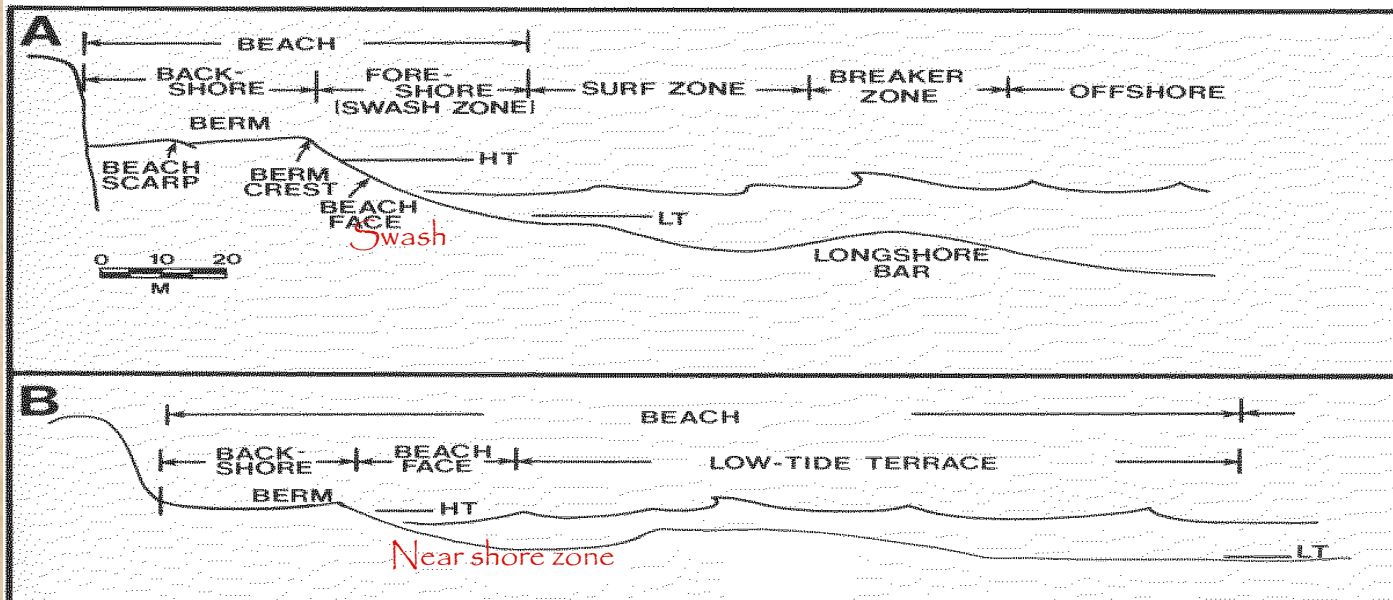 A
BEACH
BACK-
SHORE
FORE-
SHORE
(SWASH ZONE)
SURF ZONE
BREAKER
ZONE
OFFSHORE
BERM
BEACH
SCARP
BERM
CREST
HT
BEACH
FACE
Swash
LT
LONGSHORE
BAR
0 10 20
M
B
BEACH
BACK-
SHORE
BEACH
FACE
LOW-TIDE TERRACE
BERM
HT
Near shore zone
LT